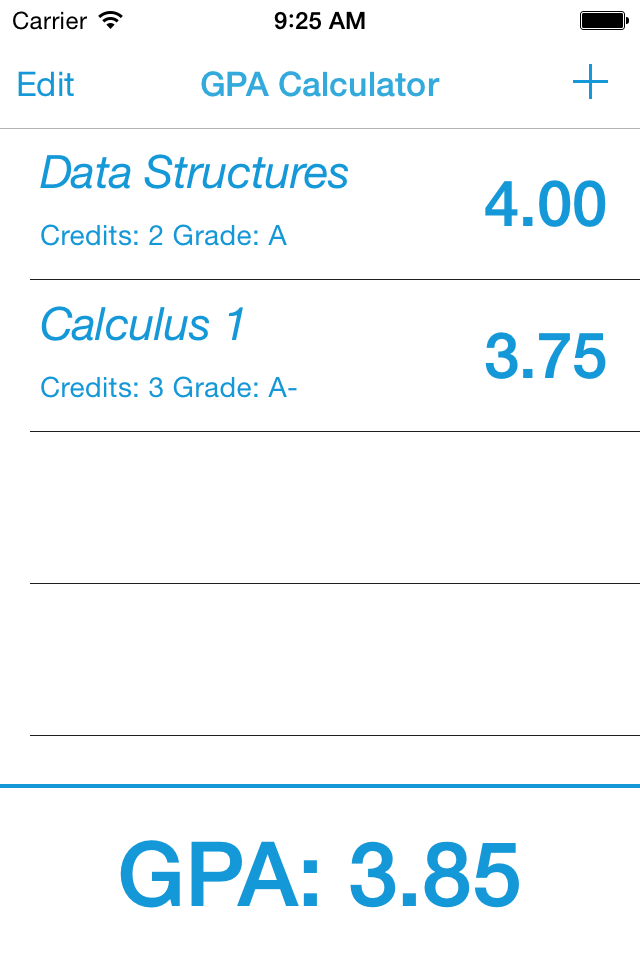 Carrier 9:25 AM
Edit GPA Calculator +
Data Structures
Credits: 2 Grade: A
4.00
Calculus 1
Credits: 3 Grade: A-
3.75
GPA: 3.85